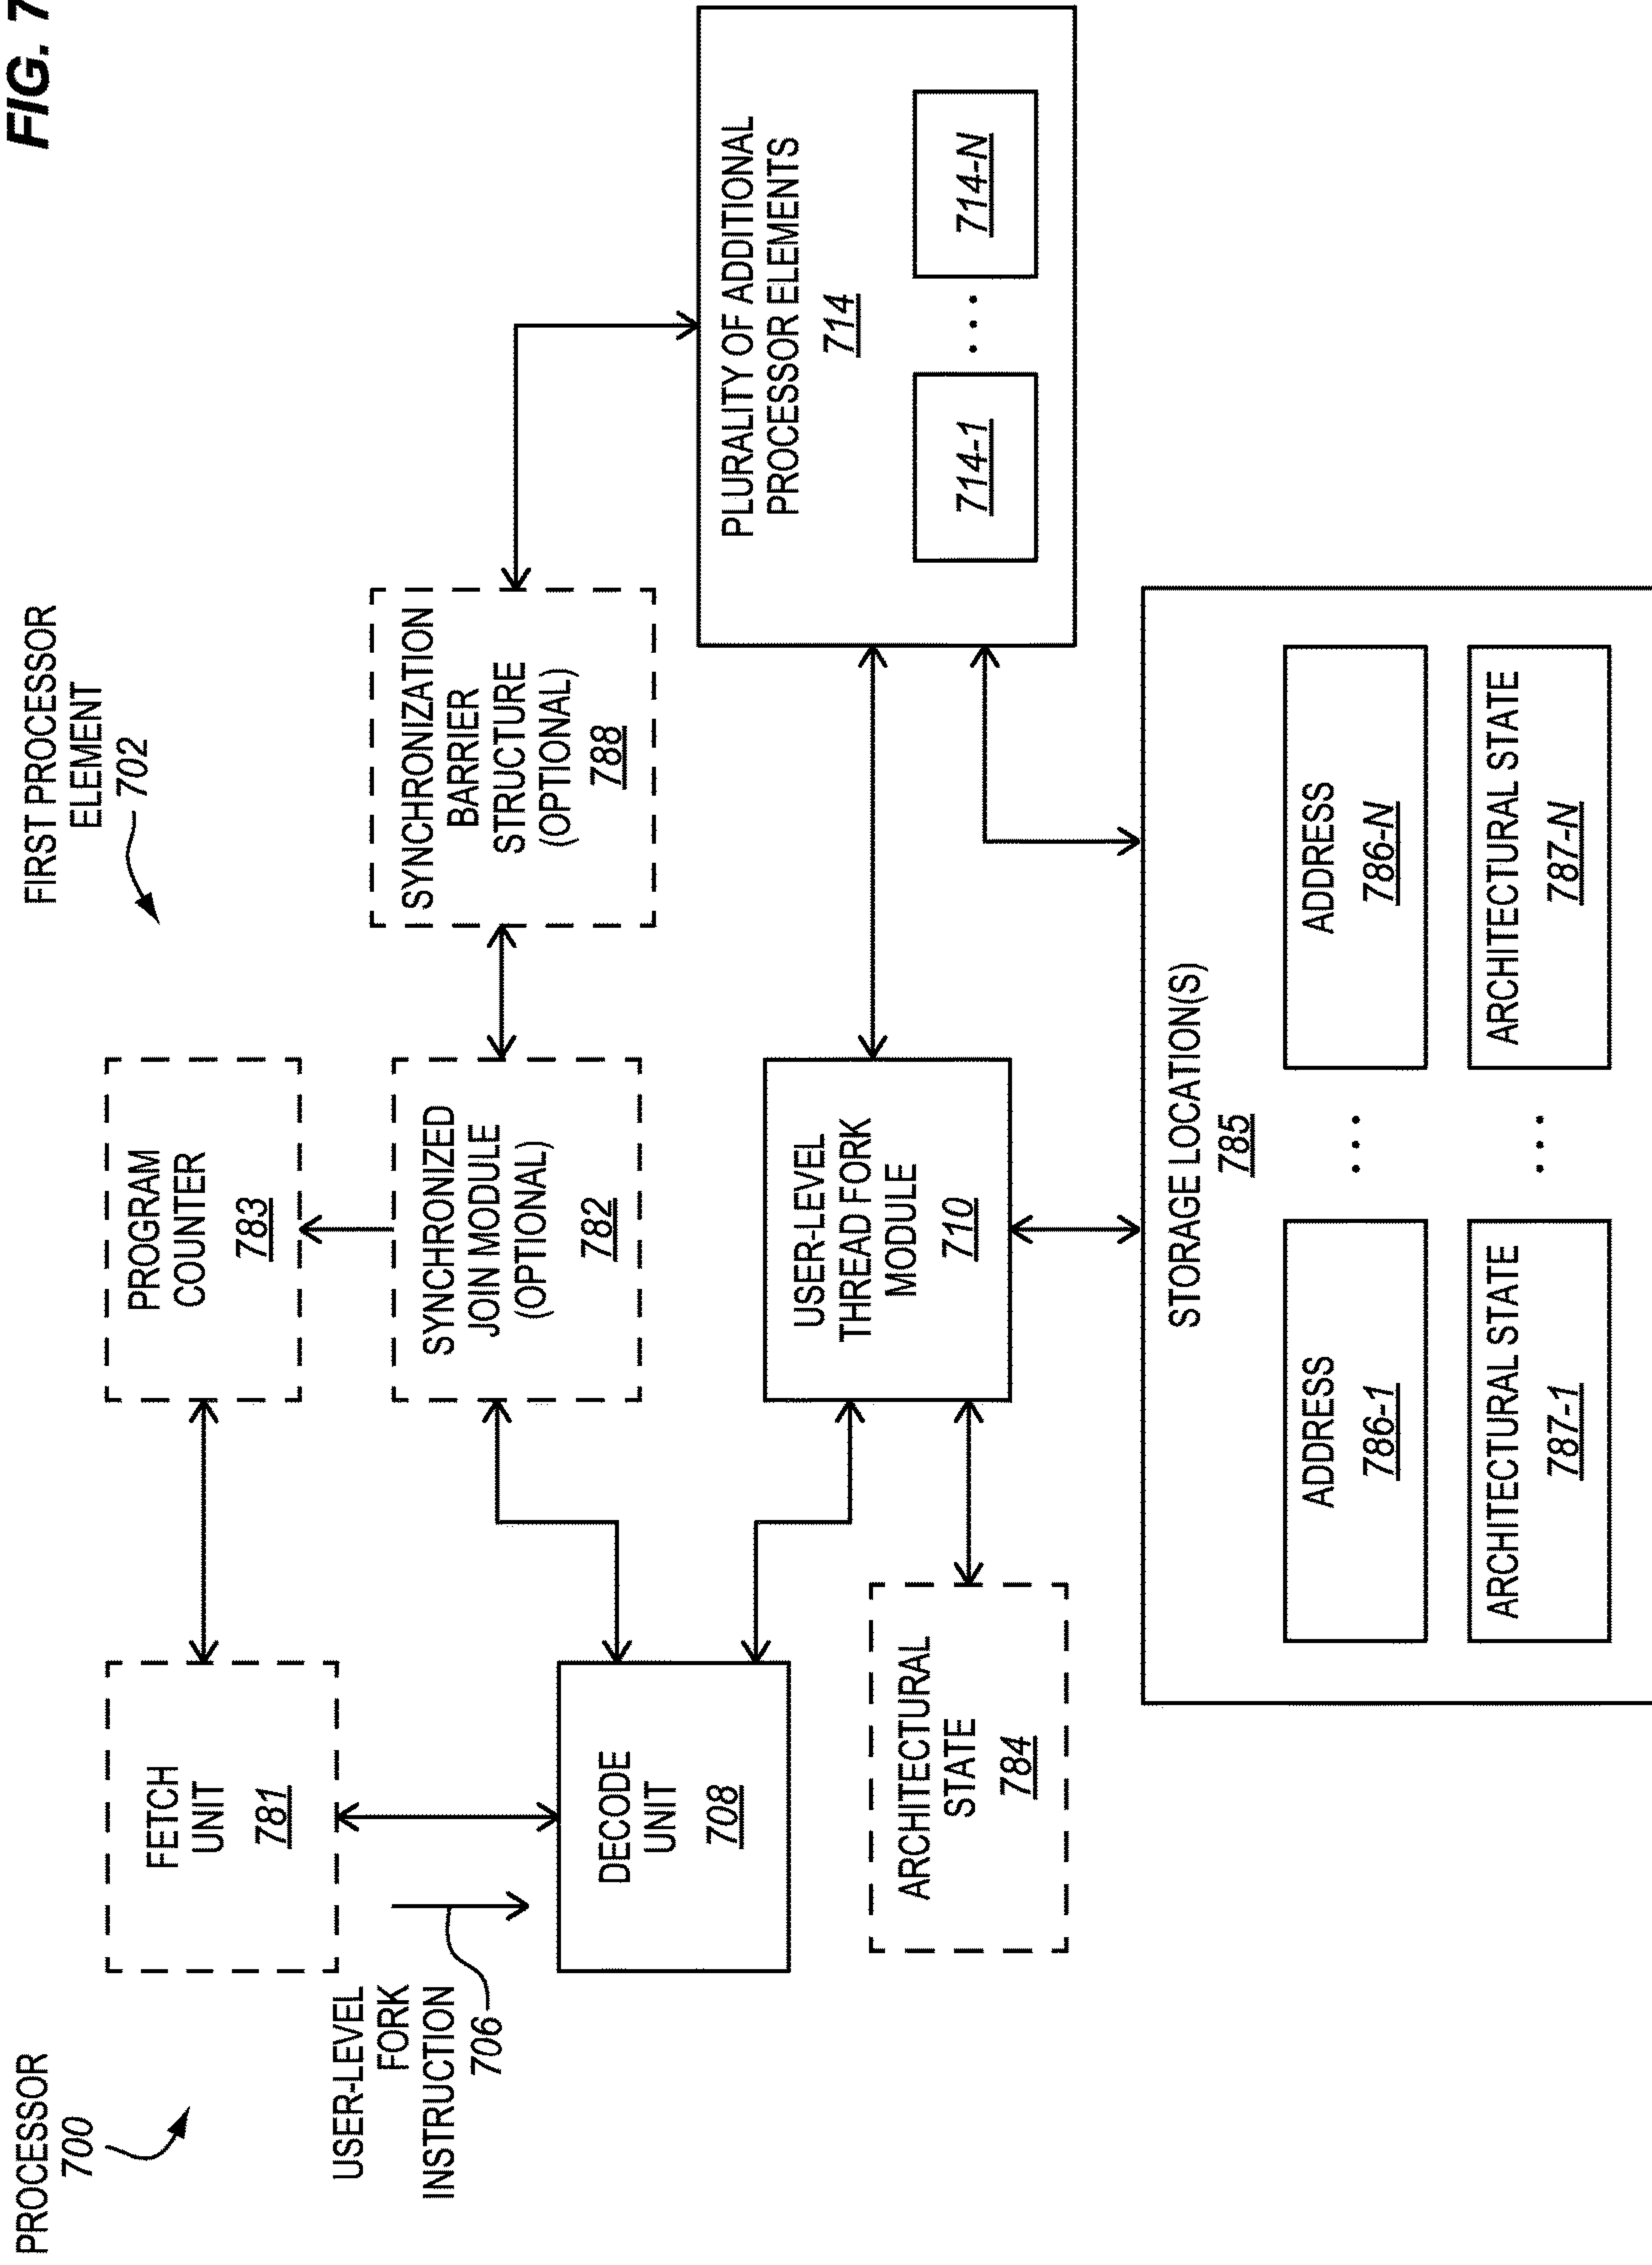 FIG. 7
PROCESSOR
700
FIRST PROCESSOR
ELEMENT
702
FETCH
UNIT
781
PROGRAM
COUNTER
783
USER-LEVEL
FORK
INSTRUCTION
706
SYNCHRONIZED
JOIN MODULE
(OPTIONAL)
782
SYNCHRONIZATION
BARRIER
STRUCTURE
(OPTIONAL)
788
DECODE
UNIT
708
USER-LEVEL
THREAD FORK
MODULE
710
PLURALITY OF ADDITIONAL
PROCESSOR ELEMENTS
714
714-1
...
714-N
ARCHITECTURAL
STATE
784
STORAGE LOCATION(S)
785
ADDRESS
786-1
...
ADDRESS
786-N
ARCHITECTURAL STATE
787-1
...
ARCHITECTURAL STATE
787-N